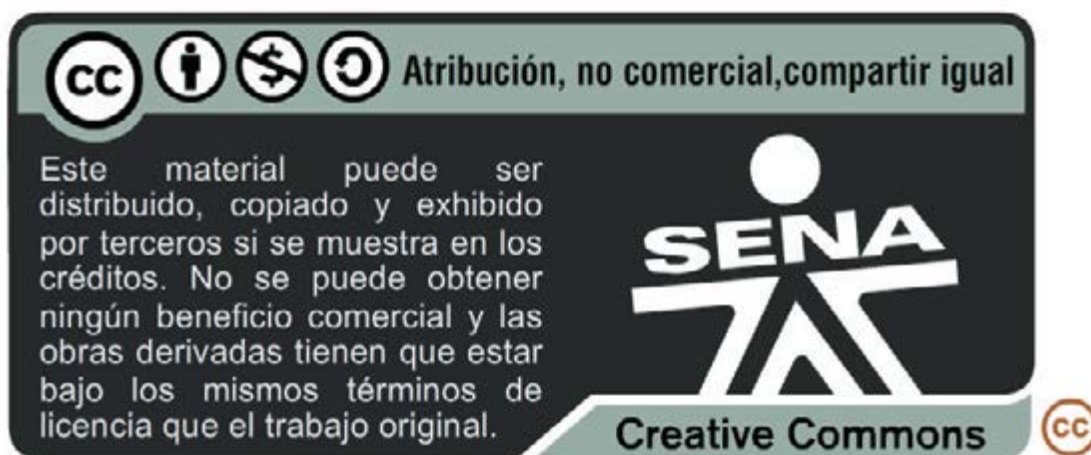 cc Atribución, no comercial,compartir igual
Este material puede ser
distribuido, copiado y exhibido
por terceros si se muestra en los
créditos. No se puede obtener
ningún beneficio comercial y las
obras derivadas tienen que estar
bajo los mismos términos de
licencia que el trabajo original.
SENA
Creative Commons
cc